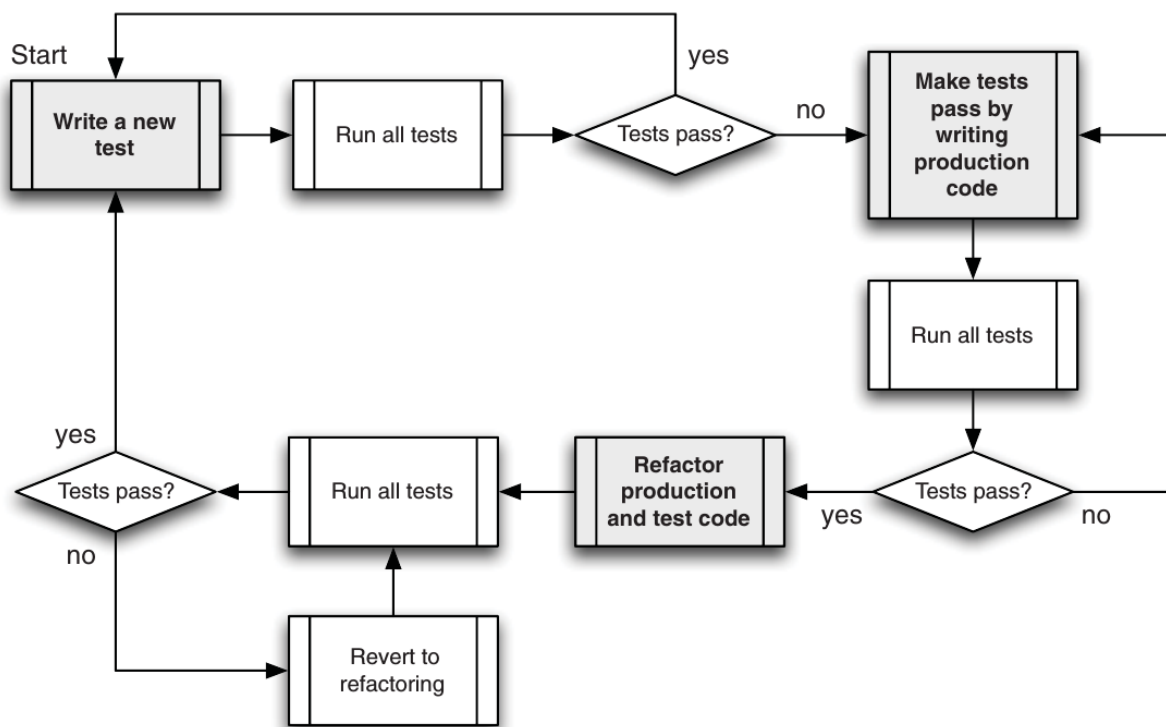 Start
Write a new
test
Run all tests
Tests pass?
yes
no
Make tests
pass by
writing
production
code
Run all tests
Tests pass?
no
yes
Refactor
production
and test code
Run all tests
Tests pass?
yes
no
Revert to
refactoring